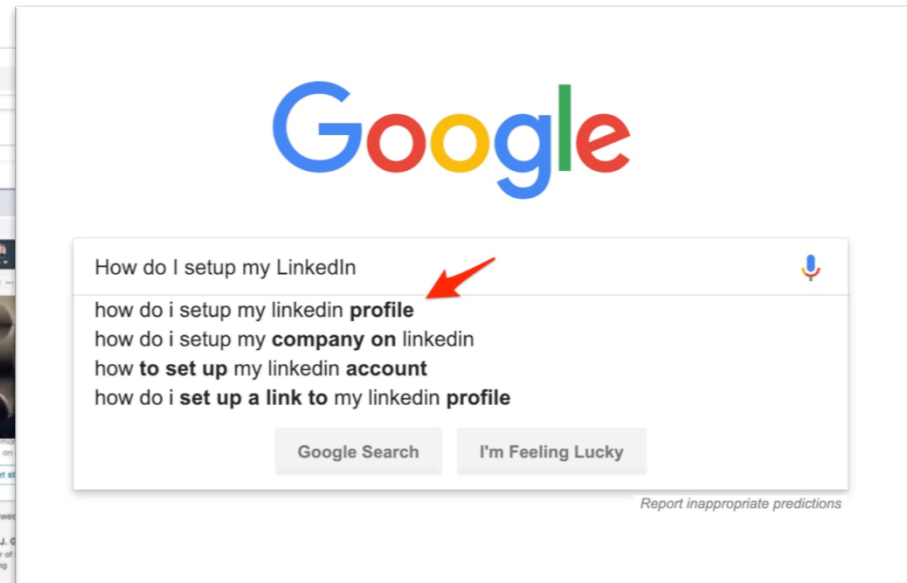 Google
How do I setup my LinkedIn
how do i setup my linkedin profile
how do i setup my company on linkedin
how to set up my linkedin account
how do i set up a link to my linkedin profile
Google Search
I'm Feeling Lucky
Report inappropriate predictions